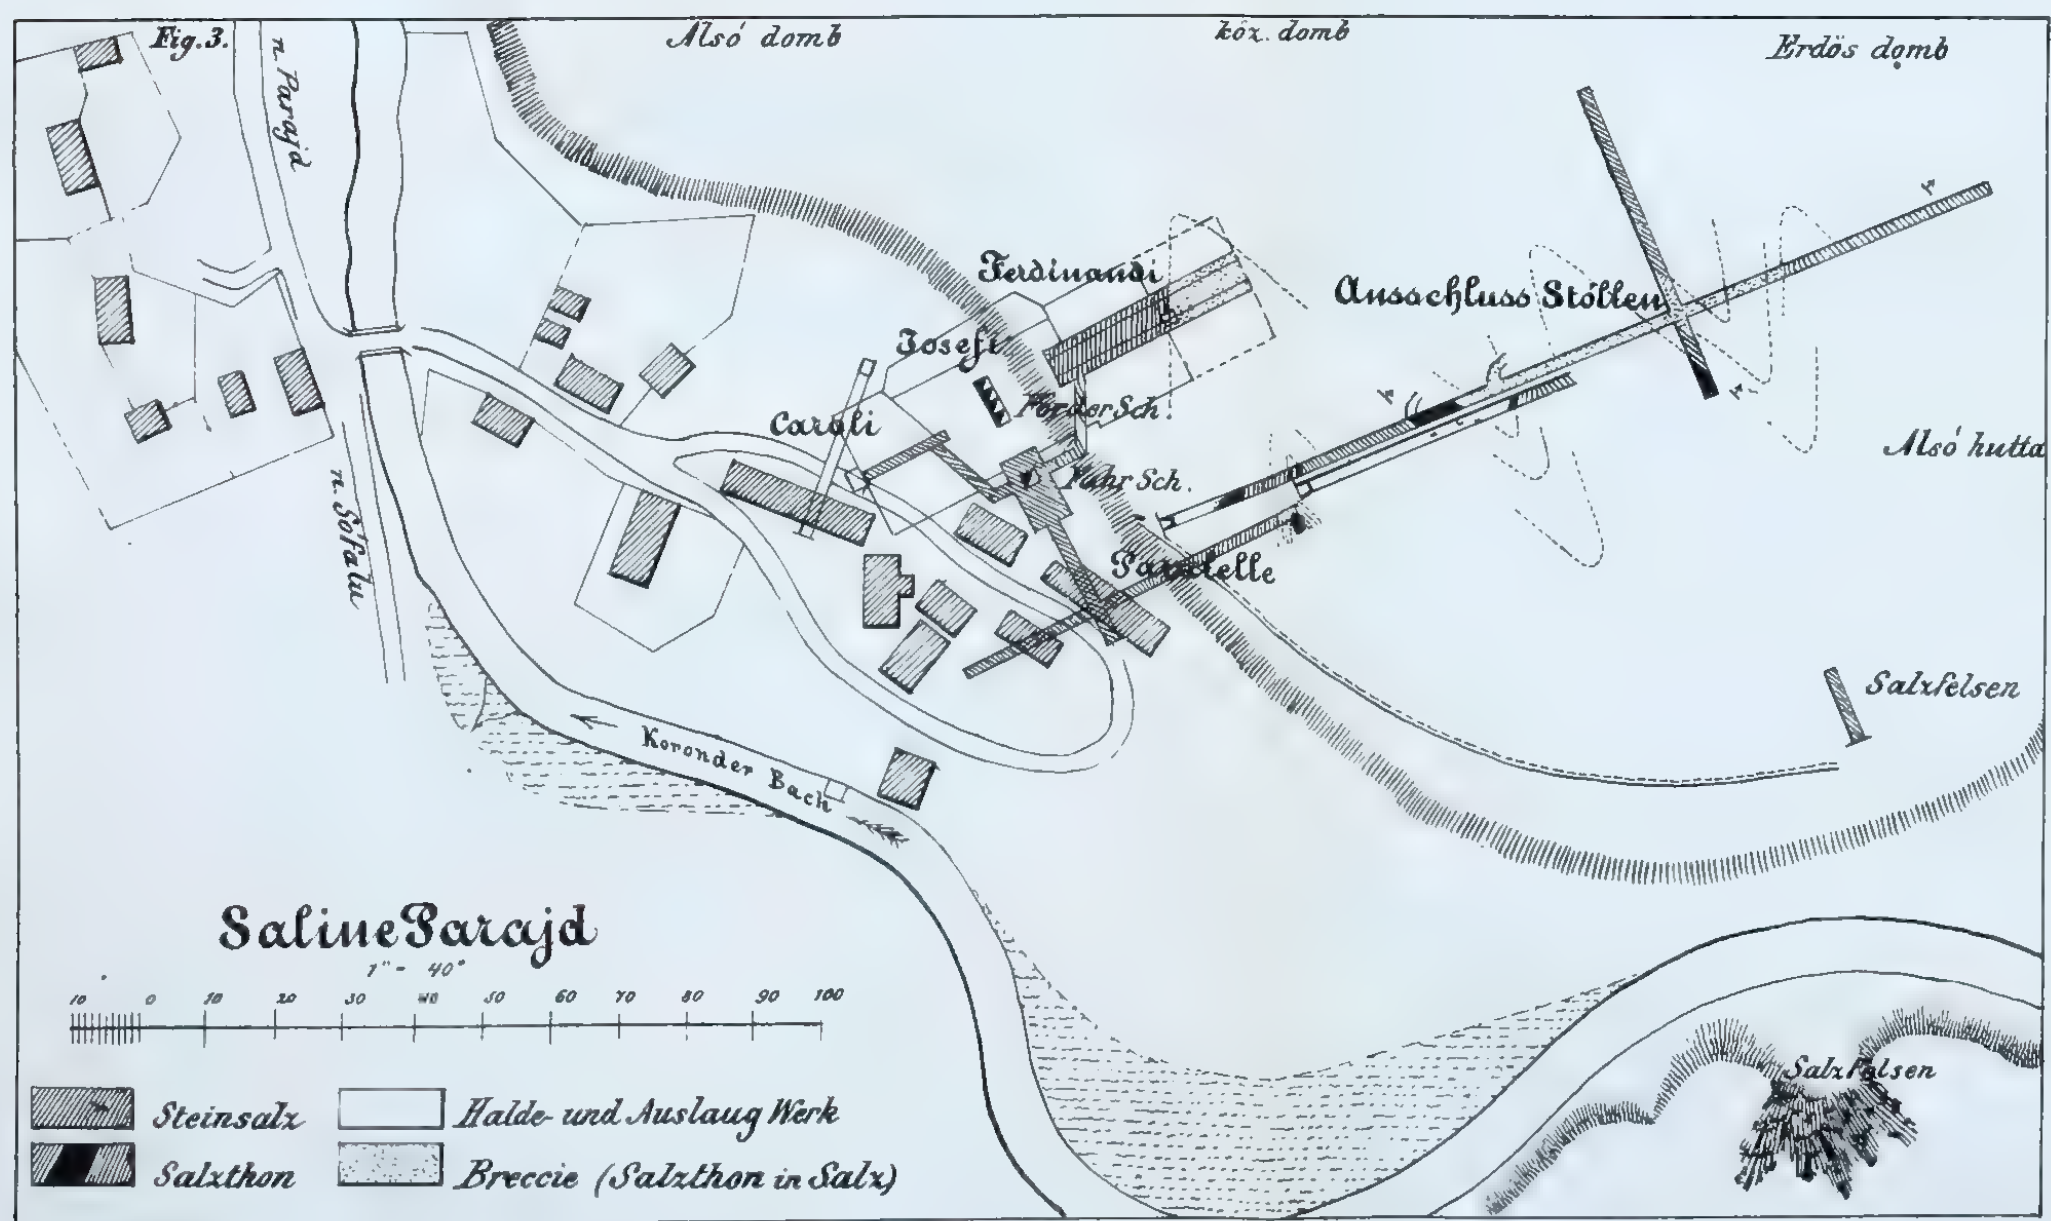 Fig. 3.
Alsó domb
köz. domb
Erdös domb
n. Parajd
Ferdinandi
Ausschluss Stollen
Josefi
Förder Sch.
Caroli
Alsó hutta
Fahr Sch.
n. Sófalu
Parallelle
Salzfelsen
Koronder Bach
Saline Parajd
1" = 40°
10 0 10 20 30 40 50 60 70 80 90 100
Salzfelsen
Steinsalz
Halde- und Auslaug Werk
Salzthon
Breccie (Salzthon in Salz)